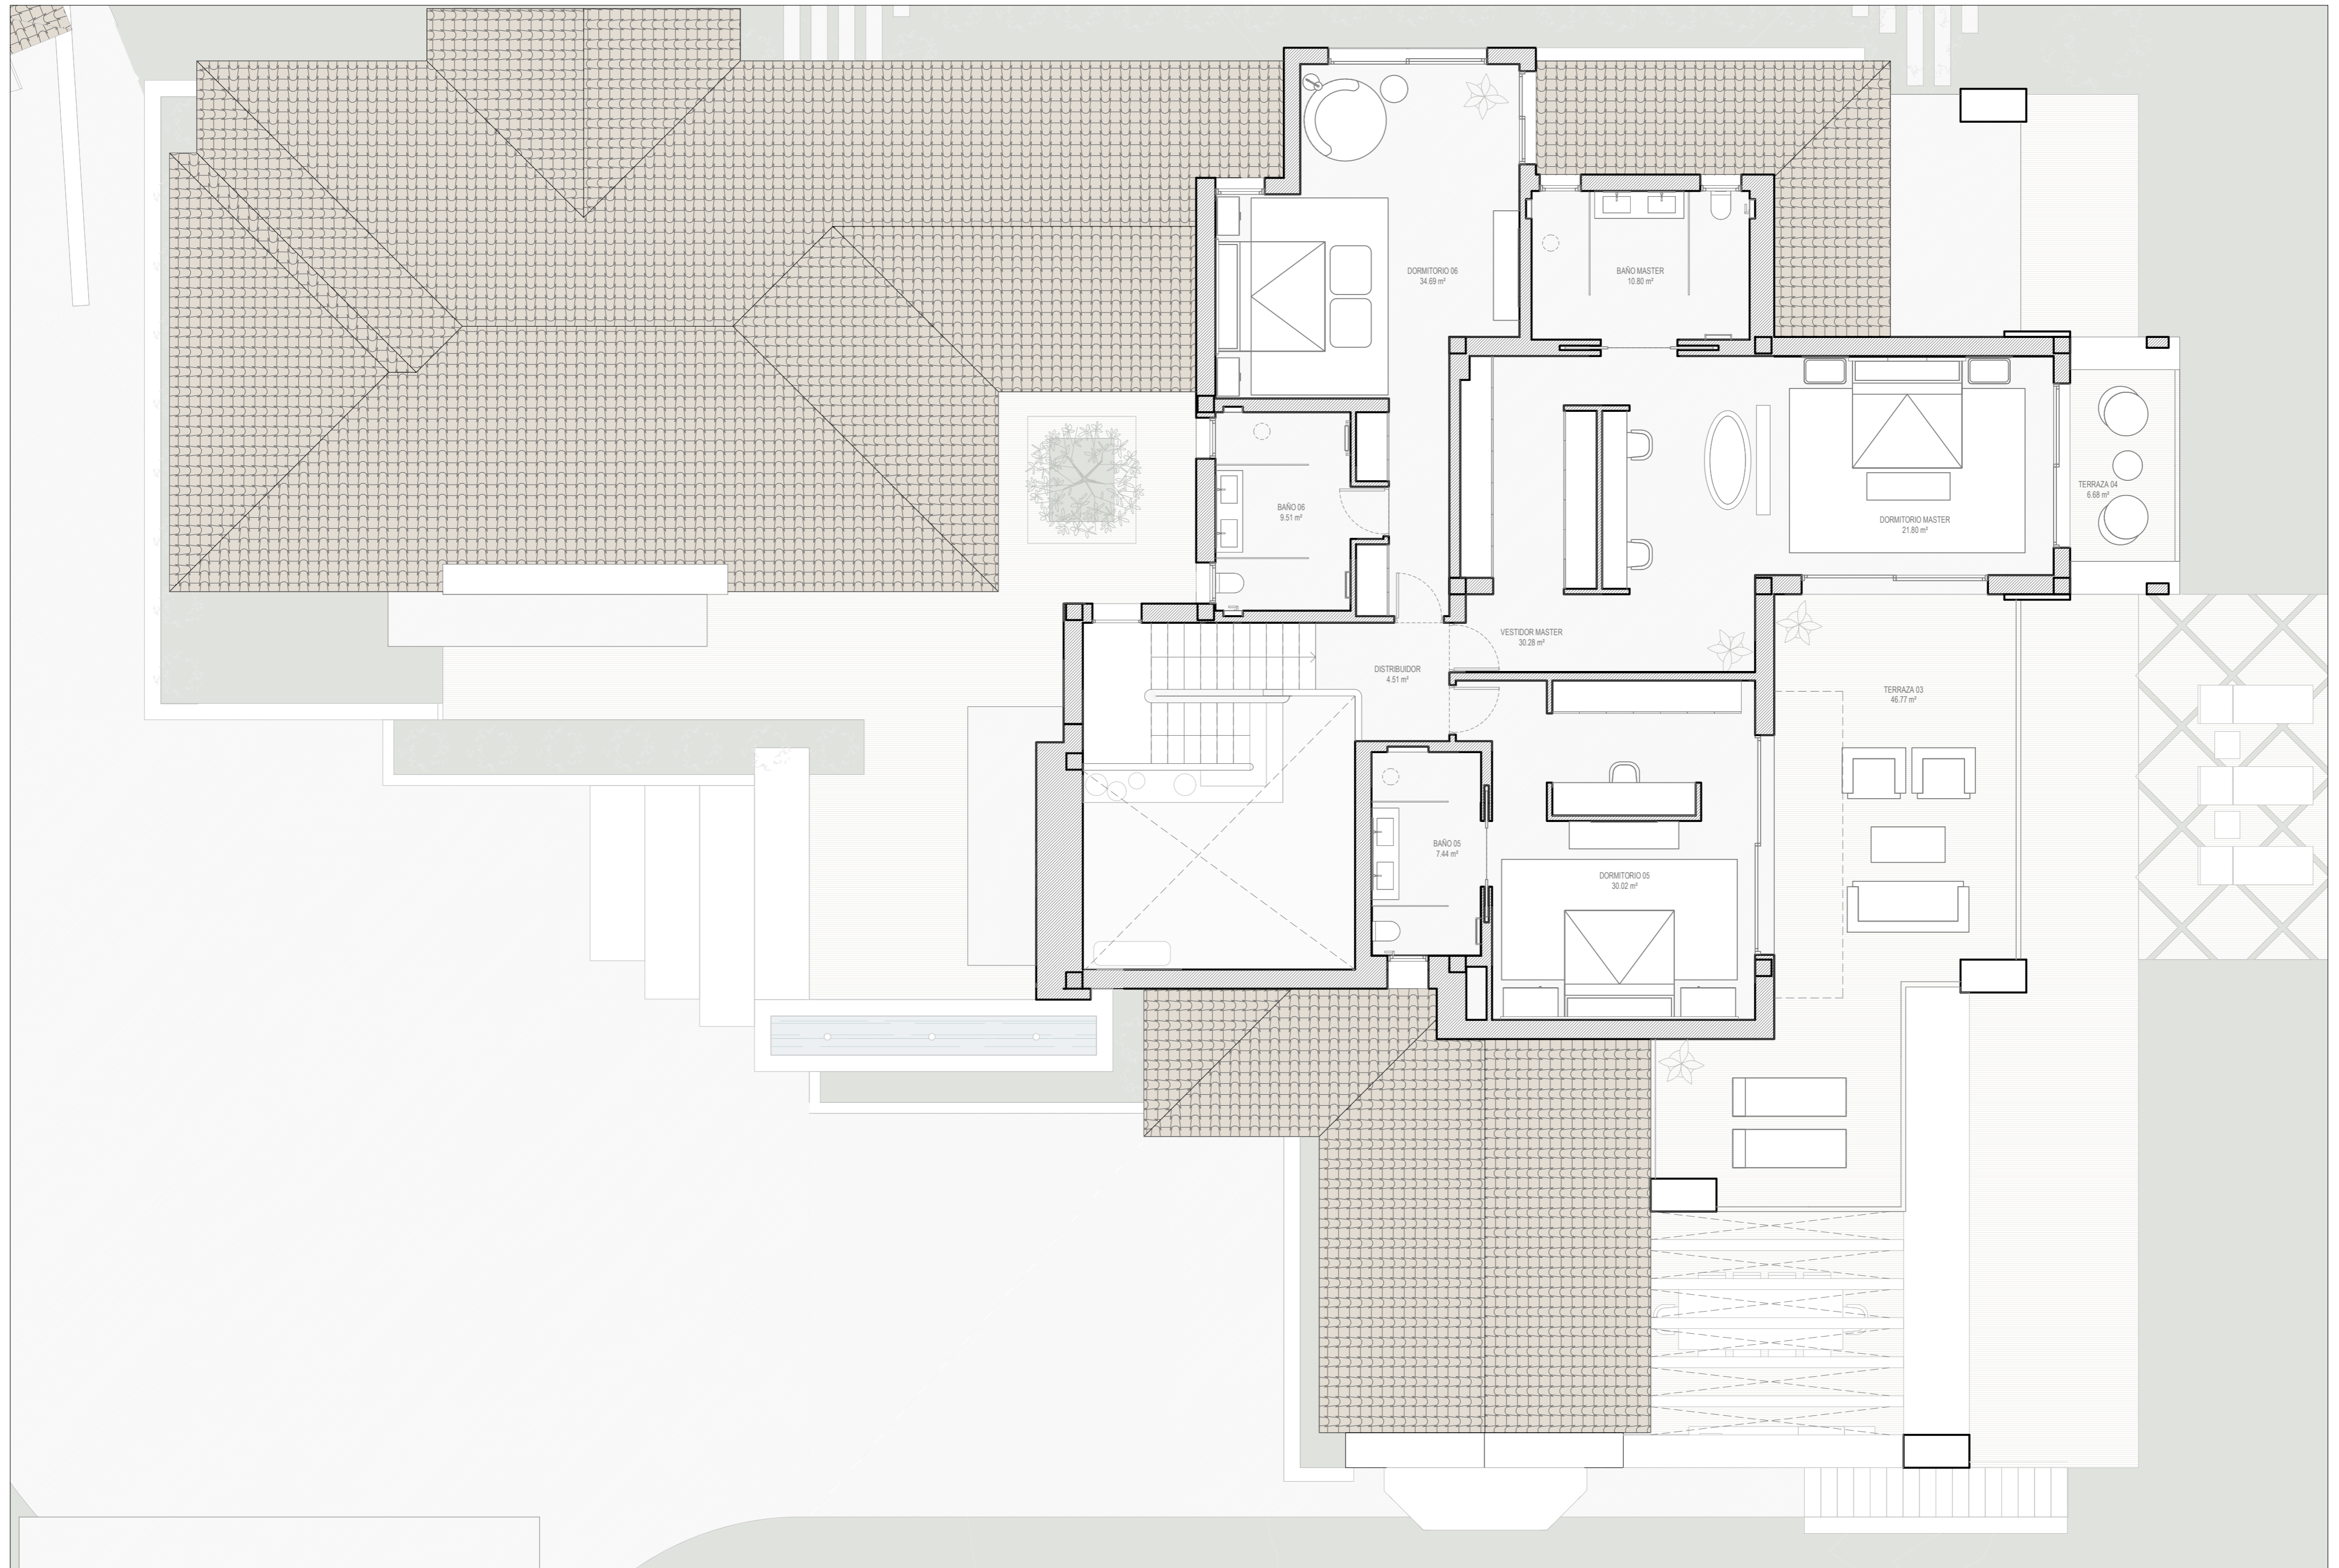 DORMITORIO 06
34.69 m²
BAÑO MASTER
10.80 m²
TERRAZA 04
6.68 m²
BAÑO 06
9.51 m²
DORMITORIO MASTER
21.80 m²
VESTIDOR MASTER
30.28 m²
DISTRIBUIDOR
4.51 m²
TERRAZA 03
46.77 m²
BAÑO 05
7.44 m²
DORMITORIO 05
30.02 m²